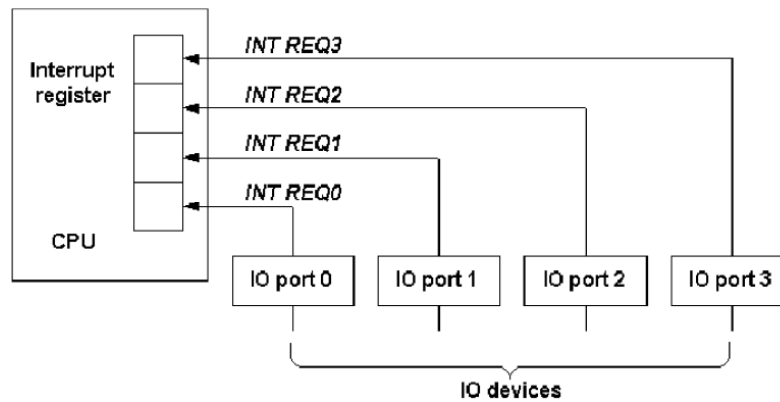 INT REQ3
Interrupt
register
INT REQ2
INT REQ1
INT REQ0
CPU
IO port 0
IO port 1
IO port 2
IO port 3
IO devices